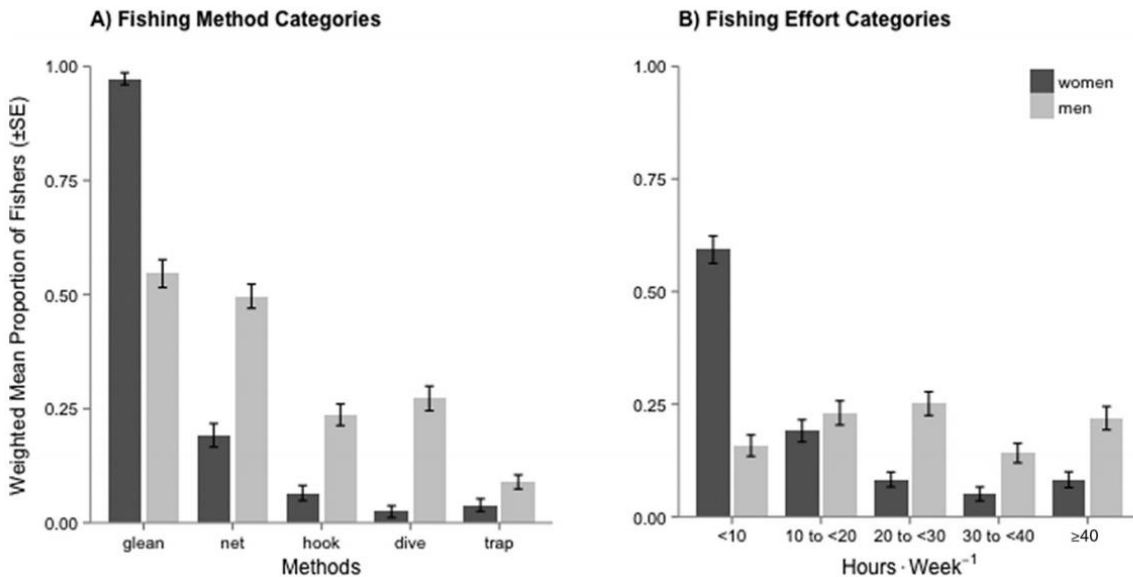 A) Fishing Method Categories
Weighted Mean Proportion of Fishers (±SE)
1.00
0.75
0.50
0.25
0.00
glean net hook dive trap
Methods
B) Fishing Effort Categories
1.00
0.75
0.50
0.25
0.00
women
men
<10 10 to <20 20 to <30 30 to <40 ≥40
Hours · Week⁻¹